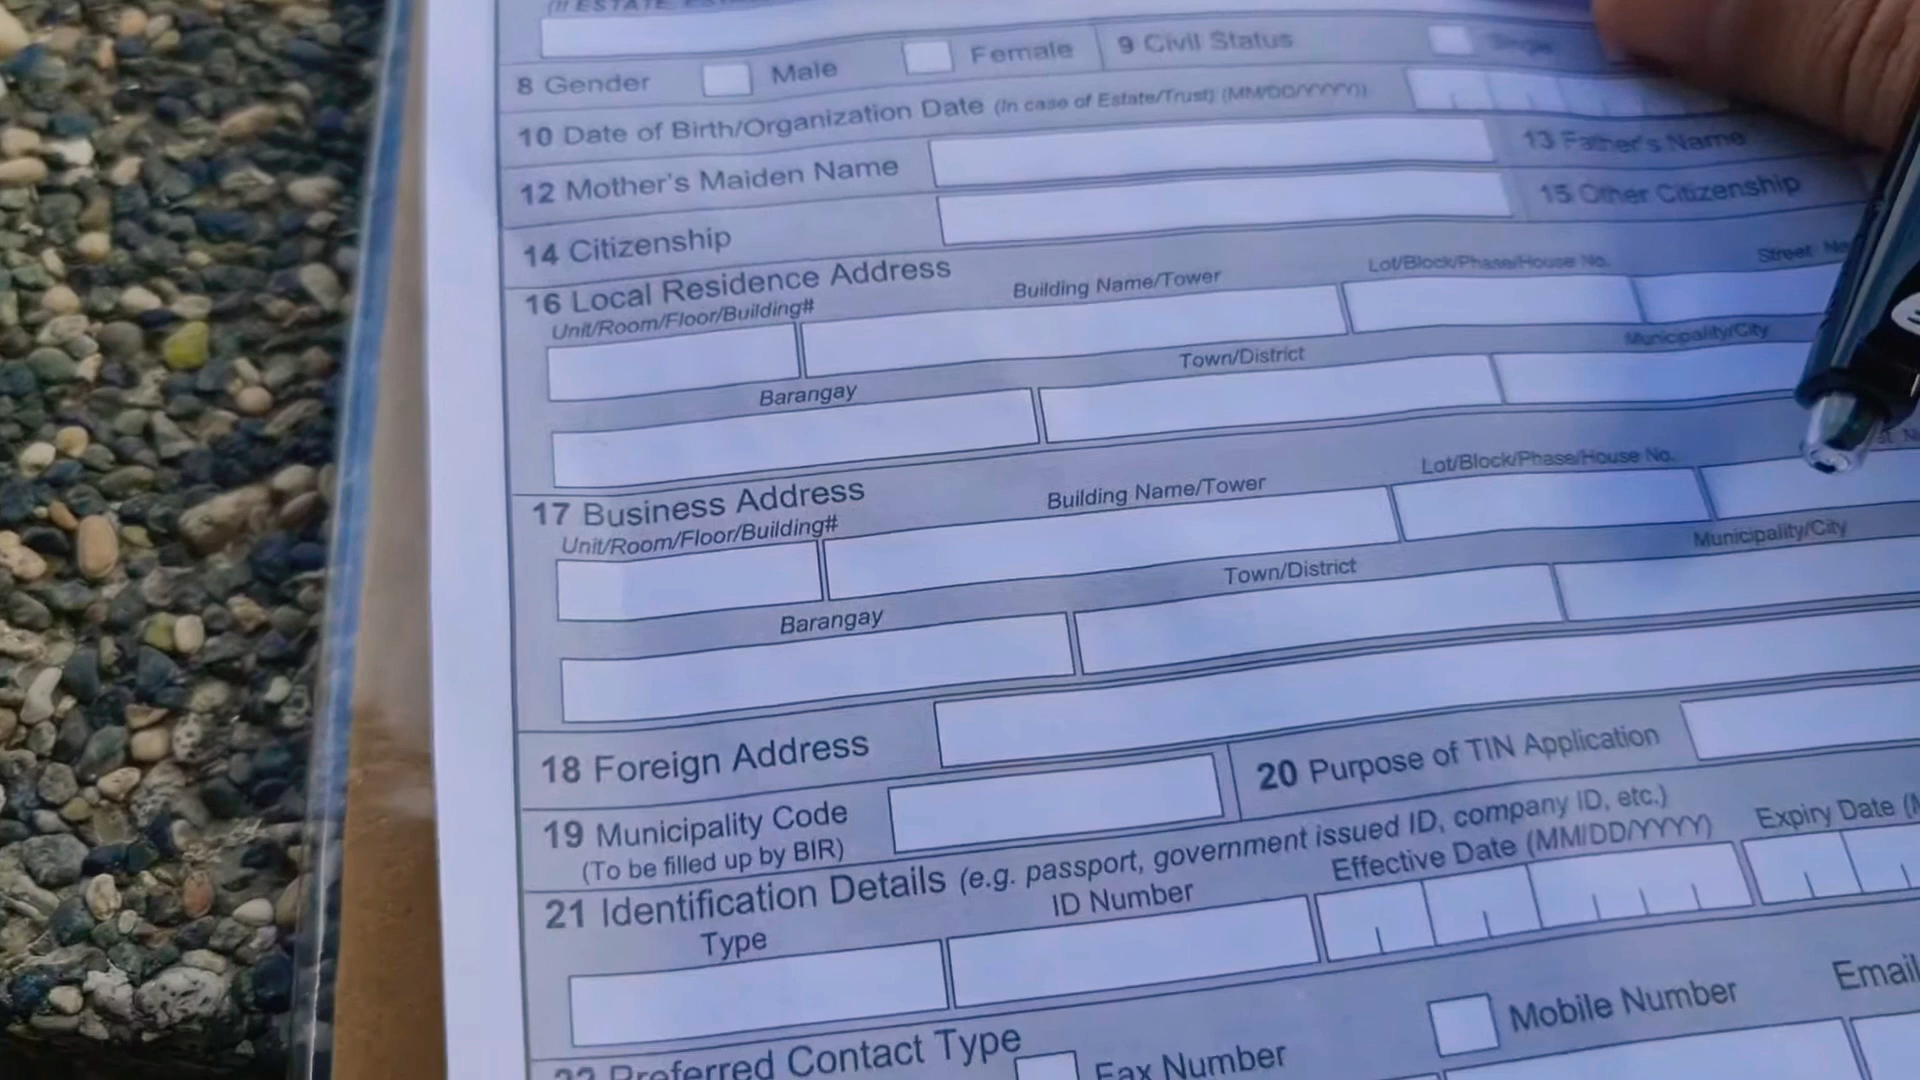 8 Gender Male Female 9 Civil Status
10 Date of Birth/Organization Date (In case of Estate/Trust) (MM/DD/YYYY)
12 Mother's Maiden Name 13 Father's Name
14 Citizenship 15 Other Citizenship
16 Local Residence Address
Unit/Room/Floor/Building# Building Name/Tower Lot/Block/Phase/House No. Street
Barangay Town/District Municipality/City
17 Business Address
Unit/Room/Floor/Building# Building Name/Tower Lot/Block/Phase/House No.
Barangay Town/District Municipality/City
18 Foreign Address
19 Municipality Code 20 Purpose of TIN Application
(To be filled up by BIR)
21 Identification Details (e.g. passport, government issued ID, company ID, etc.)
Type ID Number Effective Date (MM/DD/YYYY) Expiry Date
Preferred Contact Type Fax Number Mobile Number Email